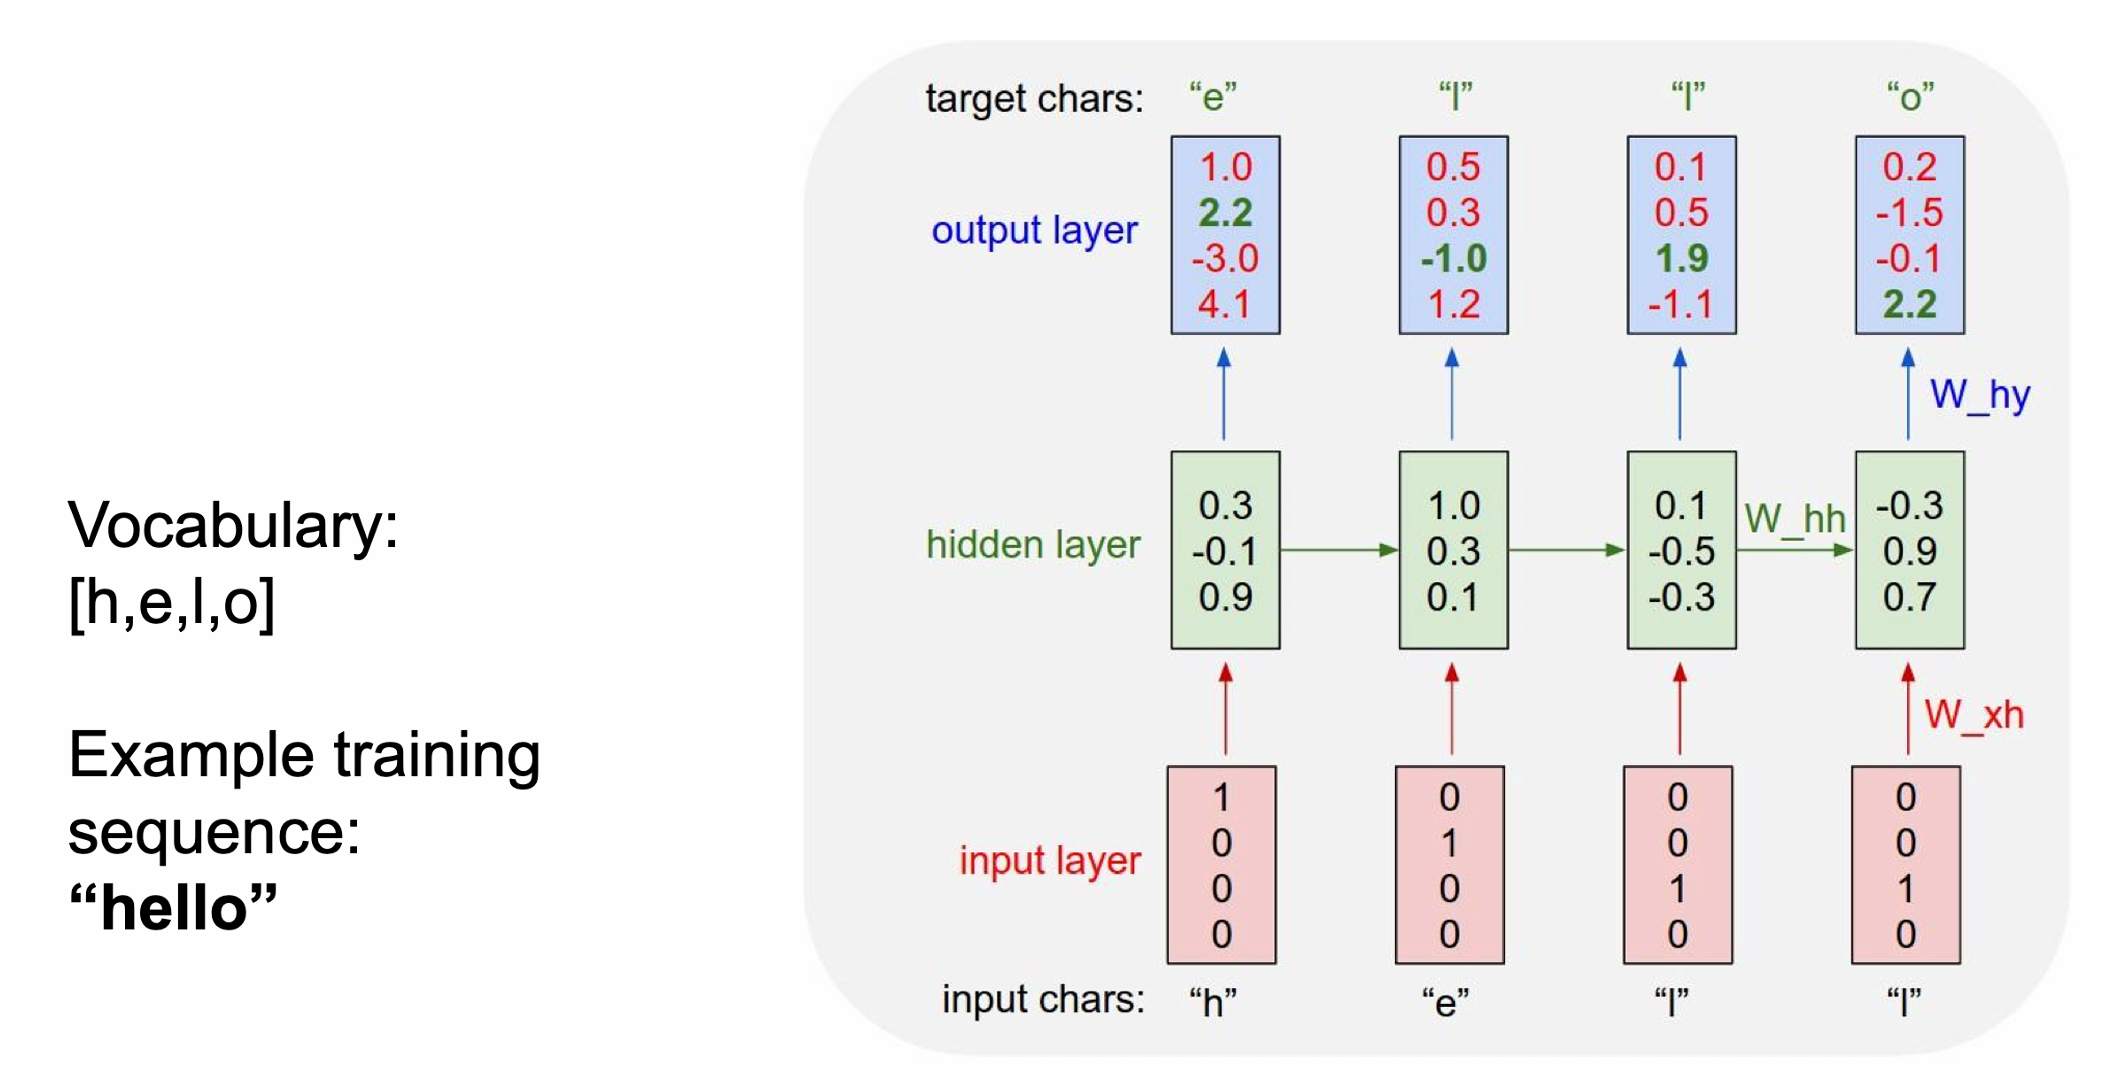 Vocabulary:
[h,e,l,o]
Example training
sequence:
“hello”
target chars: “e” “l” “l” “o”
output layer
1.0 0.5 0.1 0.2
2.2 0.3 0.5 -1.5
-3.0 -1.0 1.9 -0.1
4.1 1.2 -1.1 2.2
W_hy
hidden layer
0.3 1.0 0.1 -0.3
-0.1 0.3 -0.5 0.9
0.9 0.1 -0.3 0.7
W_hh
W_xh
input layer
1 0 0 0
0 1 0 0
0 0 1 1
0 0 0 0
input chars: “h” “e” “l” “l”